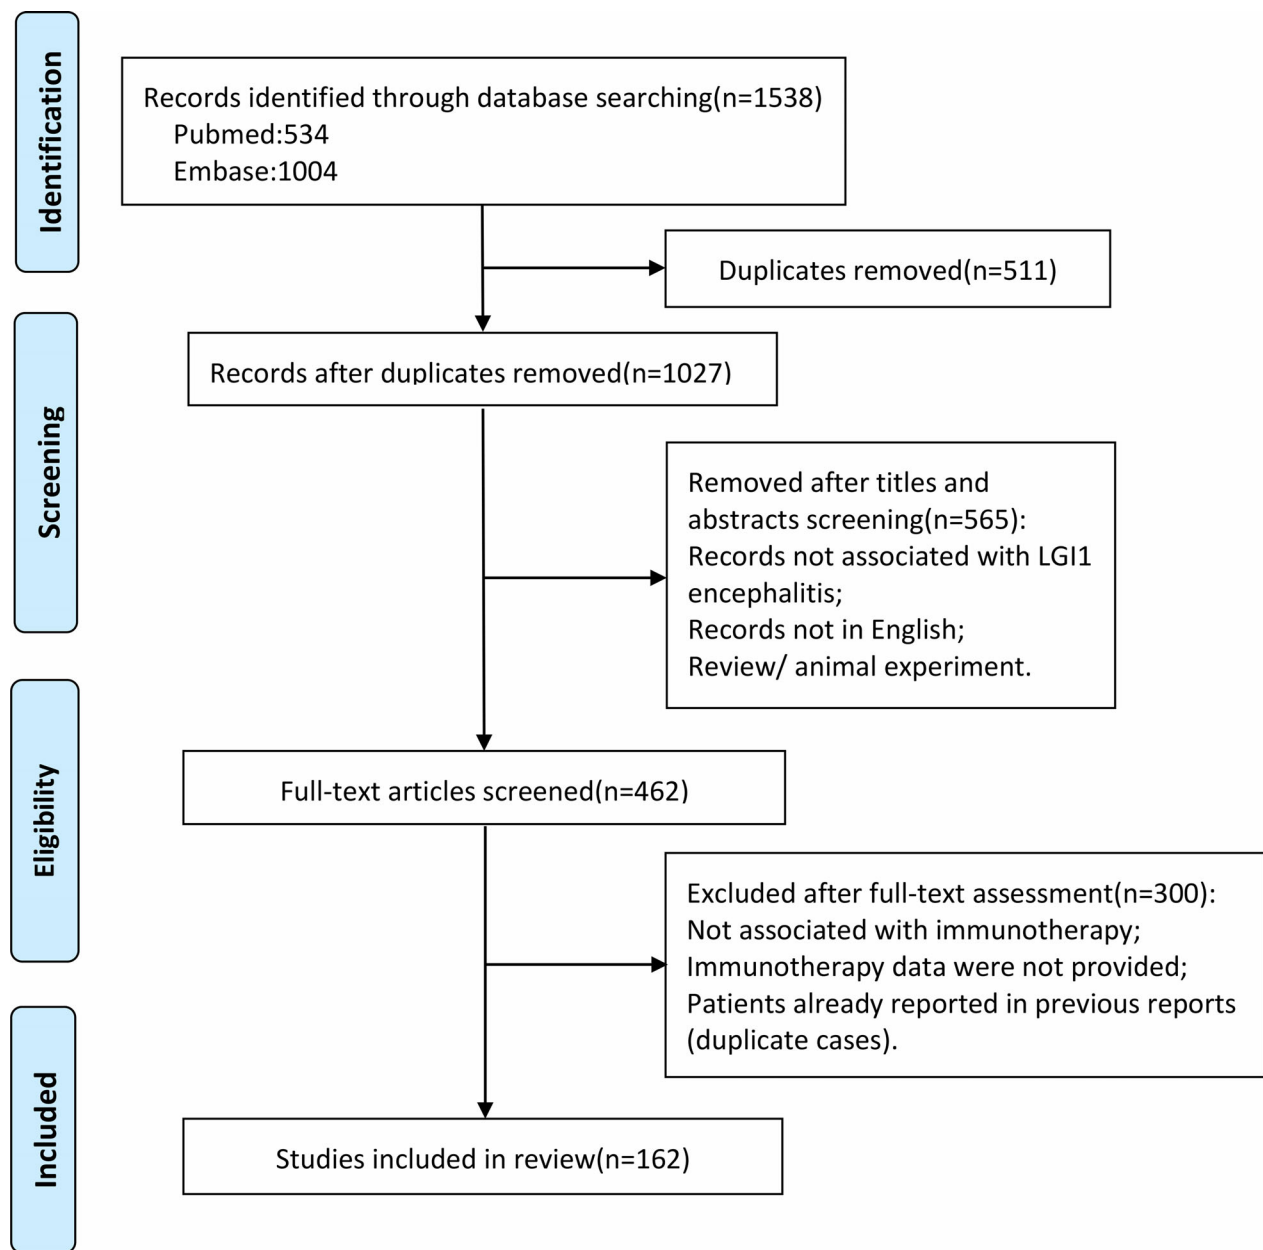 Identification
Records identified through database searching(n=1538)
Pubmed:534
Embase:1004
Duplicates removed(n=511)
Screening
Records after duplicates removed(n=1027)
Removed after titles and
abstracts screening(n=565):
Records not associated with LGI1
encephalitis;
Records not in English;
Review/ animal experiment.
Eligibility
Full-text articles screened(n=462)
Excluded after full-text assessment(n=300):
Not associated with immunotherapy;
Immunotherapy data were not provided;
Patients already reported in previous reports
(duplicate cases).
Included
Studies included in review(n=162)